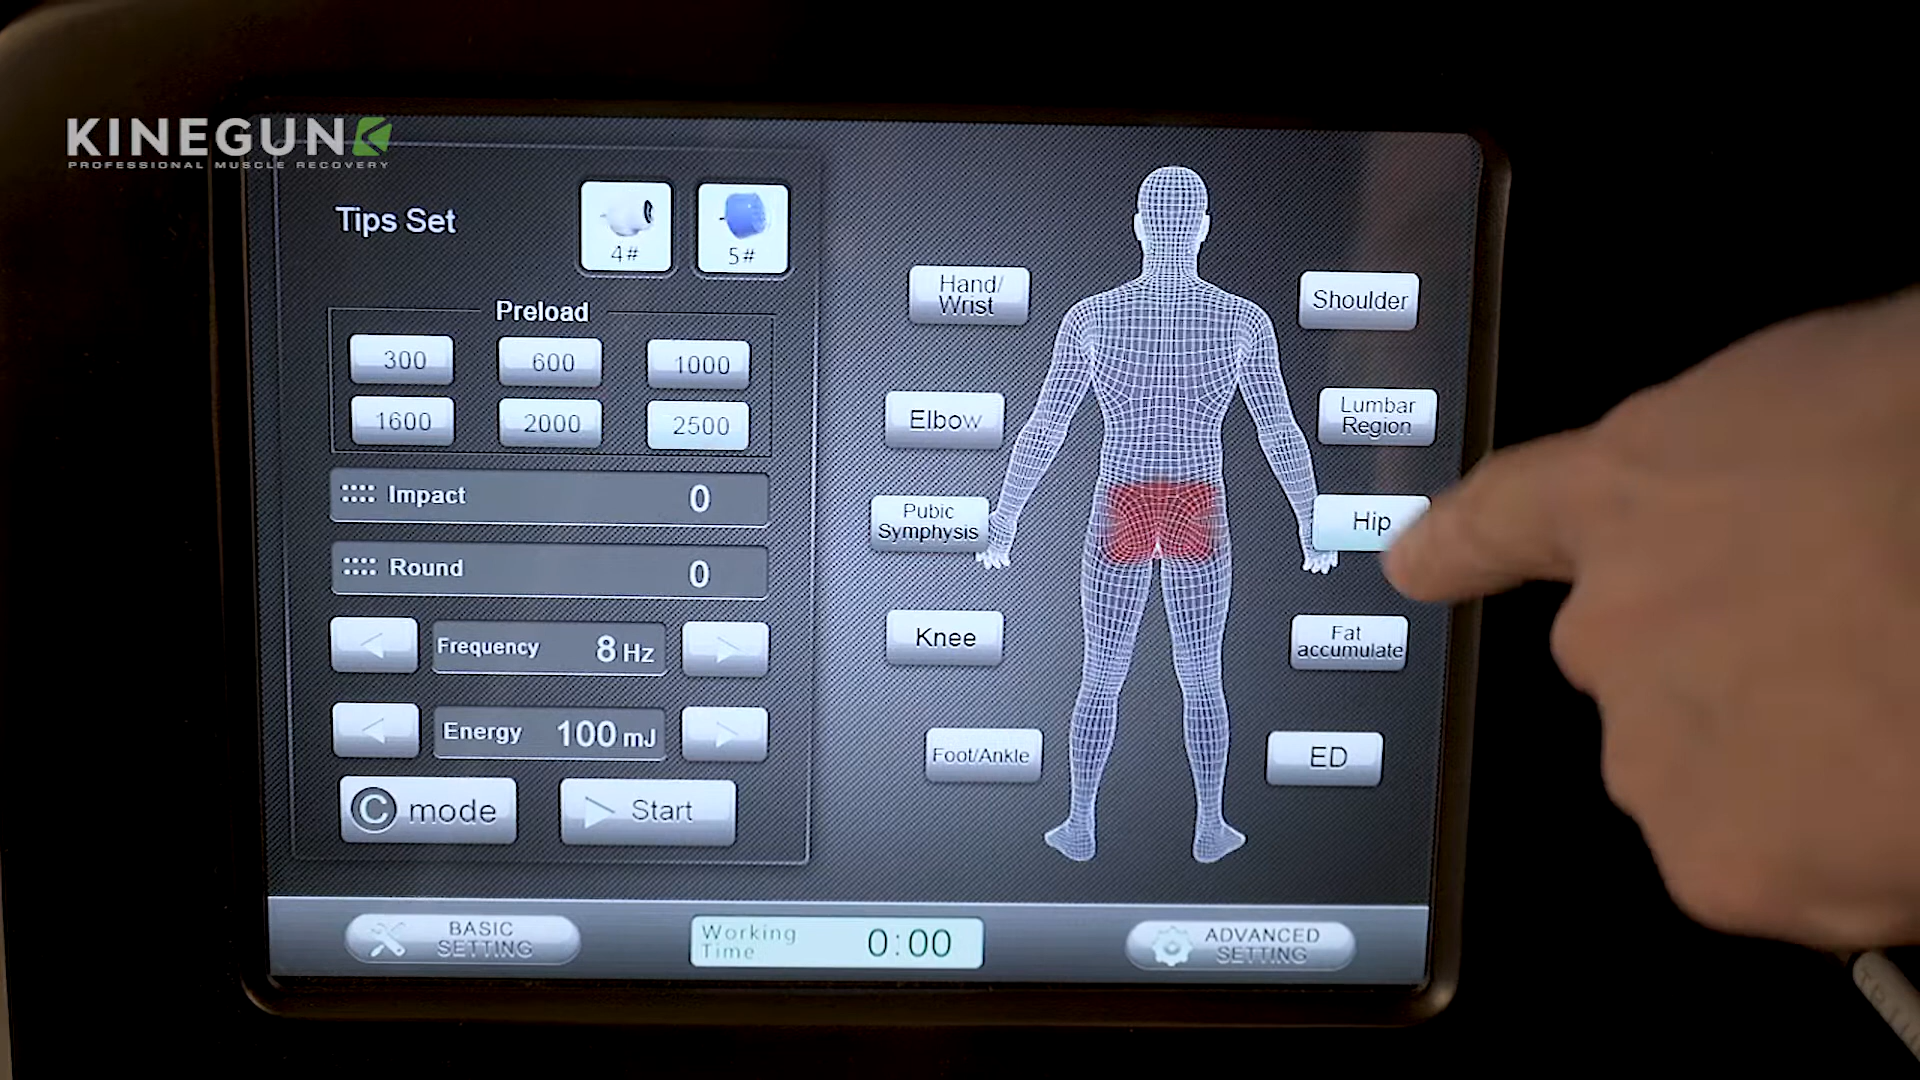 KINEGUN
PROFESSIONAL MUSCLE RECOVERY
Tips Set
4#
5#
Preload
300
600
1000
1600
2000
2500
Impact
0
Round
0
Frequency
8 Hz
Energy
100 mJ
C mode
Start
Hand/
Wrist
Shoulder
Elbow
Lumbar
Region
Pubic
Symphysis
Hip
Knee
Fat
accumulate
Foot/Ankle
ED
BASIC
SETTING
Working
Time
0:00
ADVANCED
SETTING